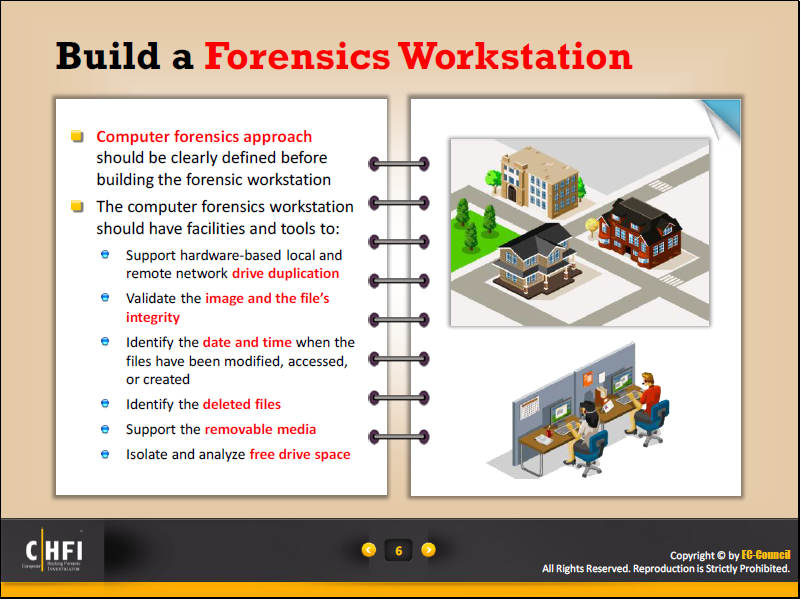 Build a Forensics Workstation
Computer forensics approach
should be clearly defined before
building the forensic workstation
The computer forensics workstation
should have facilities and tools to:
Support hardware-based local and
remote network drive duplication
Validate the image and the file's
integrity
Identify the date and time when the
files have been modified, accessed,
or created
Identify the deleted files
Support the removable media
Isolate and analyze free drive space
CHFI
Computer Hacking Forensic
INVESTIGATOR
6
Copyright © by EC-Council
All Rights Reserved. Reproduction is Strictly Prohibited.